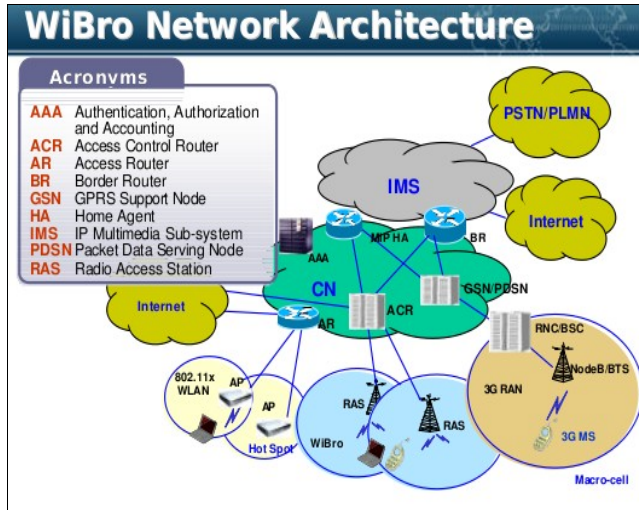 WiBro Network Architecture
Acronyms
AAA Authentication, Authorization
and Accounting
ACR Access Control Router
AR Access Router
BR Border Router
GSN GPRS Support Node
HA Home Agent
IMS IP Multimedia Sub-system
PDSN Packet Data Serving Node
RAS Radio Access Station
PSTN/PLMN
IMS
Internet
MIP HA
BR
AAA
CN
GSN/PDSN
Internet
ACR
AR
RNC/BSC
802.11x
WLAN
AP
NodeB/BTS
3G RAN
AP
RAS
RAS
Hot Spot
WiBro
3G MS
Macro-cell